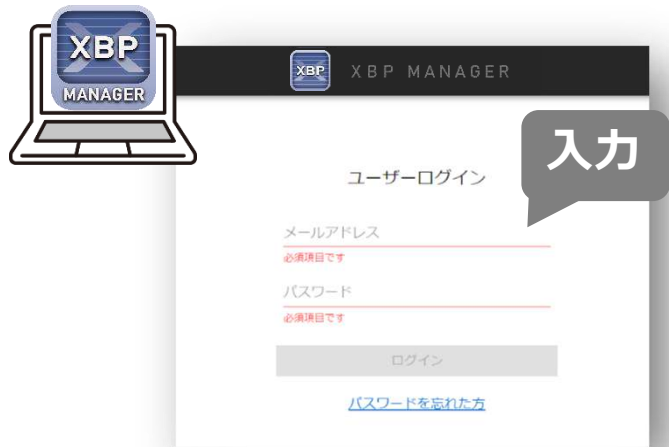 XBP
MANAGER
XBP
XBP MANAGER
入力
ユーザーログイン
メールアドレス
必須項目です
パスワード
必須項目です
ログイン
パスワードを忘れた方